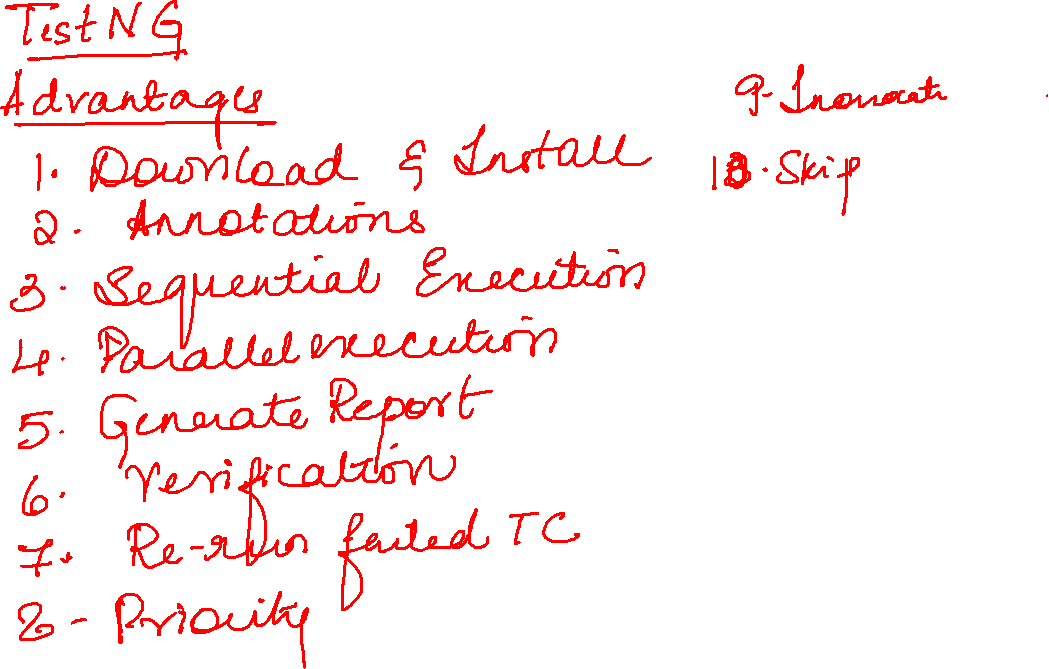 TestNG
Advantages
1. Download & Install
2. Annotations
3. Sequential Execution
4. Parallel execution
5. Generate Report
6. Verification
7. Re-run failed TC
8- Priority
9-
10. Skip